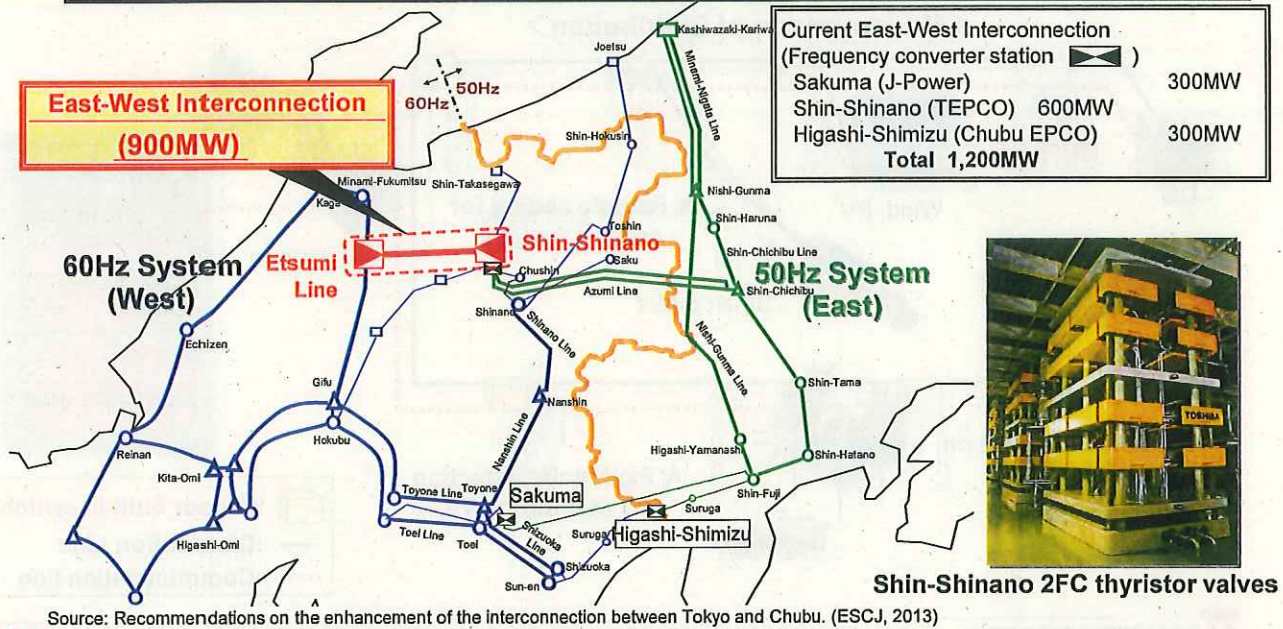 Current East-West Interconnection
(Frequency converter station )
Sakuma (J-Power) 300MW
Shin-Shinano (TEPCO) 600MW
Higashi-Shimizu (Chubu EPCO) 300MW
Total 1,200MW
East-West Interconnection
(900MW)
60Hz
50Hz
Kashiwazaki-Kariwa
Joetsu
Minami-Niigata Line
Shin-Hokusin
Shin-Takasegawa
Minami-Fukumitsu
Kaga
Nishi-Gunma
Shin-Haruna
Toshin
Shin-Shinano
Saku
Chushin
Shin-Chichibu Line
60Hz System
(West)
Etsumi
Line
Azumi Line
50Hz System
(East)
Shin-Chichibu
Shinano
Shinano Line
Echizen
Nishi-Gunma Line
Gifu
Nanshin
Shin-Tama
TOSHIBA
Hokubu
Reinan
Nanshin Line
Higashi-Yamanashi
Shin-Hatano
Kita-Omi
Shin-Fuji
Toyone Line
Toyone
Sakuma
Suruga
Higashi-Omi
Toei Line
Toei
Shizuoka Line
Suruga
Higashi-Shimizu
Shizuoka
Sun-en
Shin-Shinano 2FC thyristor valves
Source: Recommendations on the enhancement of the interconnection between Tokyo and Chubu. (ESCJ, 2013)